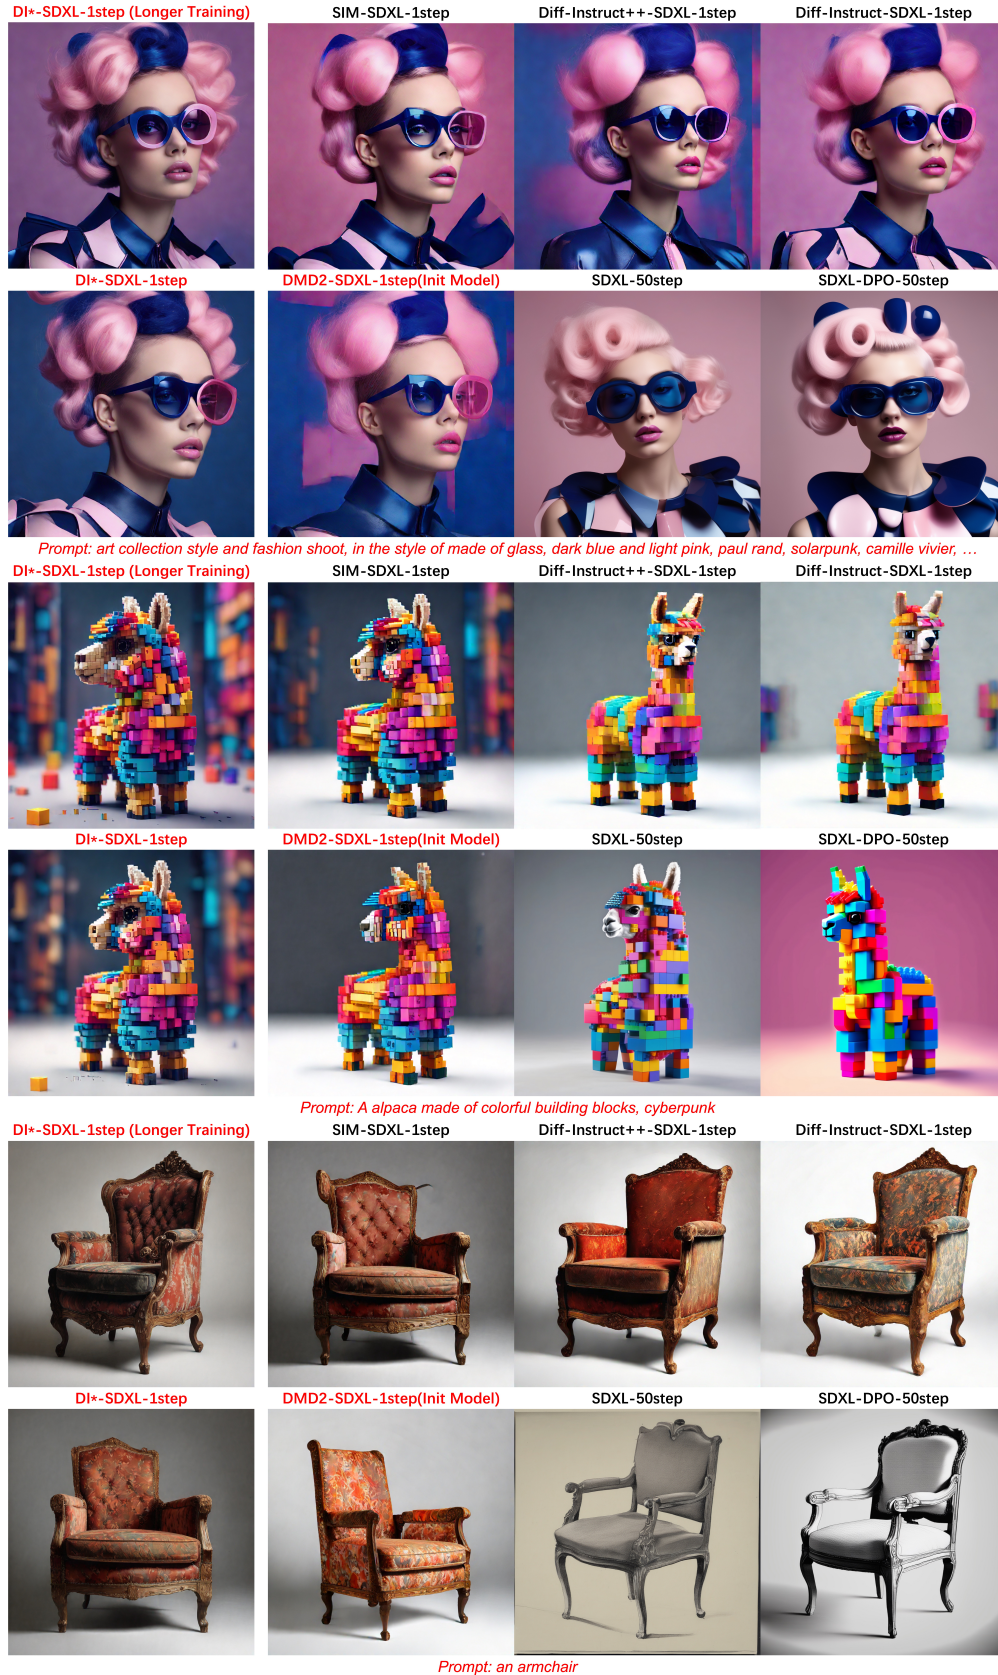 DI*-SDXL-1step (Longer Training) SIM-SDXL-1step Diff-Instruct++-SDXL-1step Diff-Instruct-SDXL-1step
DI*-SDXL-1step DMD2-SDXL-1step(Init Model) SDXL-50step SDXL-DPO-50step
Prompt: art collection style and fashion shoot, in the style of made of glass, dark blue and light pink, paul rand, solarpunk, camille vivier, ...
DI*-SDXL-1step (Longer Training) SIM-SDXL-1step Diff-Instruct++-SDXL-1step Diff-Instruct-SDXL-1step
DI*-SDXL-1step DMD2-SDXL-1step(Init Model) SDXL-50step SDXL-DPO-50step
Prompt: A alpaca made of colorful building blocks, cyberpunk
DI*-SDXL-1step (Longer Training) SIM-SDXL-1step Diff-Instruct++-SDXL-1step Diff-Instruct-SDXL-1step
DI*-SDXL-1step DMD2-SDXL-1step(Init Model) SDXL-50step SDXL-DPO-50step
Prompt: an armchair